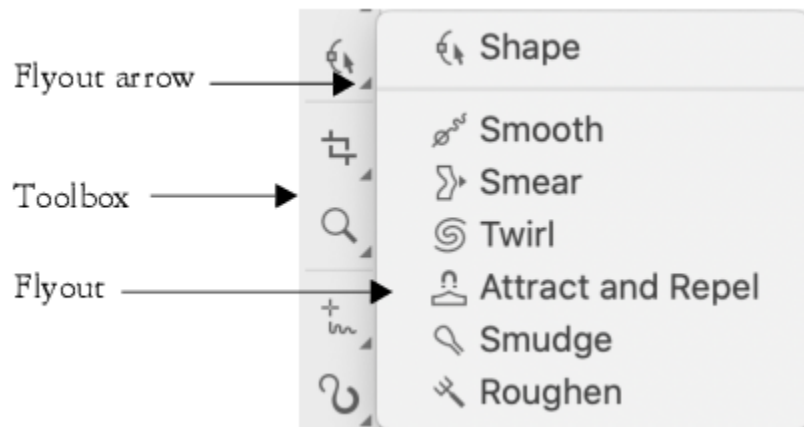 Shape
Flyout arrow
Smooth
Toolbox
Smear
Twirl
Flyout
Attract and Repel
Smudge
Roughen